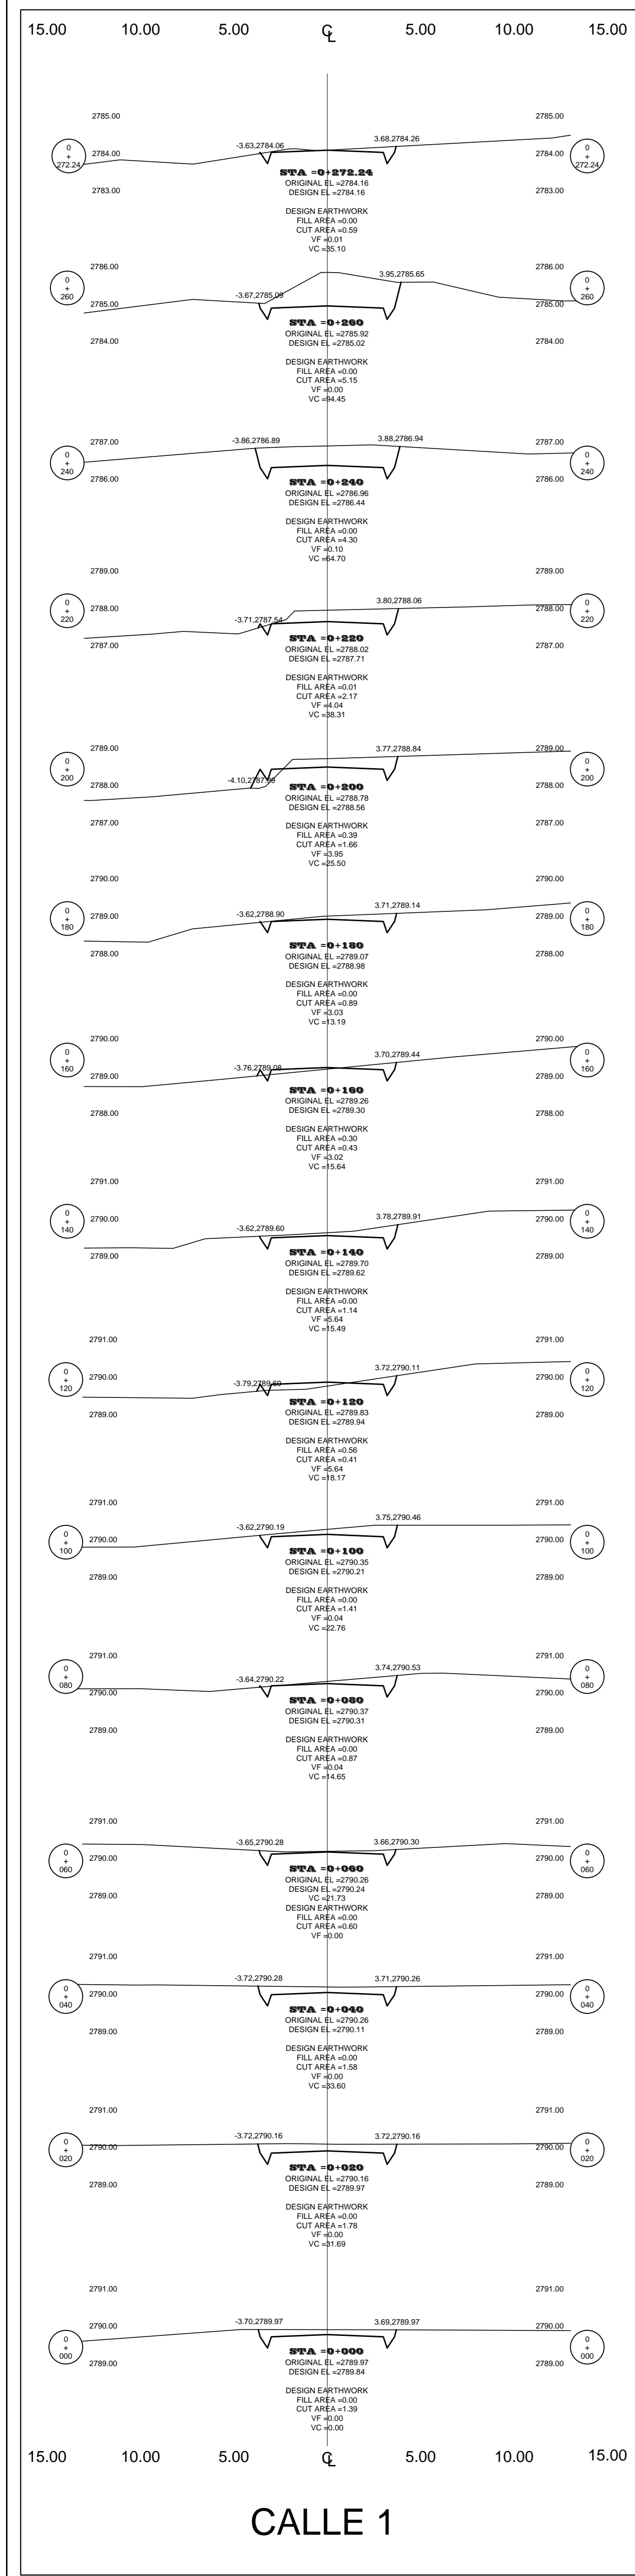 15.00 10.00 5.00 CL 5.00 10.00 15.00
2785.00 2785.00
-3.63,2784.06 3.68,2784.26
0 + 272.24 2784.00 2784.00 0 + 272.24
STA =0+272.24
ORIGINAL EL =2784.16
2783.00 DESIGN EL =2784.16 2783.00
DESIGN EARTHWORK
FILL AREA =0.00
CUT AREA =0.59
VF =0.01
VC =35.10
2786.00 2786.00
3.95,2785.65
0 + 260 -3.67,2785.09 0 + 260
2785.00 2785.00
STA =0+260
ORIGINAL EL =2785.92
2784.00 DESIGN EL =2785.02 2784.00
DESIGN EARTHWORK
FILL AREA =0.00
CUT AREA =5.15
VF =0.00
VC =94.45
2787.00 -3.86,2786.89 3.88,2786.94 2787.00
0 + 240 0 + 240
2786.00 2786.00
STA =0+240
ORIGINAL EL =2786.96
DESIGN EL =2786.44
DESIGN EARTHWORK
FILL AREA =0.00
CUT AREA =4.30
VF =0.10
VC =64.70
2789.00 2789.00
3.80,2788.06
0 + 220 2788.00 2788.00 0 + 220
-3.71,2787.54
STA =0+220
2787.00 ORIGINAL EL =2788.02 2787.00
DESIGN EL =2787.71
DESIGN EARTHWORK
FILL AREA =0.01
CUT AREA =2.17
VF =4.04
VC =38.31
2789.00 3.77,2788.84 2789.00
0 + 200 0 + 200
2788.00 -4.10,2787.99 2788.00
STA =0+200
ORIGINAL EL =2788.78
DESIGN EL =2788.56
2787.00 DESIGN EARTHWORK 2787.00
FILL AREA =0.39
CUT AREA =1.66
VF =3.95
VC =25.50
2790.00 2790.00
0 + 180 2789.00 -3.62,2788.90 3.71,2789.14 2789.00 0 + 180
STA =0+180
2788.00 ORIGINAL EL =2789.07 2788.00
DESIGN EL =2788.98
DESIGN EARTHWORK
FILL AREA =0.00
CUT AREA =0.89
VF =3.03
VC =13.19
2790.00 2790.00
3.70,2789.44
0 + 160 -3.76,2789.08 0 + 160
2789.00 2789.00
STA =0+160
ORIGINAL EL =2789.26
2788.00 DESIGN EL =2789.30 2788.00
DESIGN EARTHWORK
FILL AREA =0.30
CUT AREA =0.43
VF =3.02
VC =15.64
2791.00 2791.00
3.78,2789.91
0 + 140 2790.00 2790.00 0 + 140
-3.62,2789.60
STA =0+140
2789.00 ORIGINAL EL =2789.70 2789.00
DESIGN EL =2789.62
DESIGN EARTHWORK
FILL AREA =0.00
CUT AREA =1.14
VF =5.64
VC =15.49
2791.00 2791.00
3.72,2790.11
0 + 120 2790.00 2790.00 0 + 120
-3.79,2789.69
STA =0+120
2789.00 ORIGINAL EL =2789.83 2789.00
DESIGN EL =2789.94
DESIGN EARTHWORK
FILL AREA =0.56
CUT AREA =0.41
VF =5.64
VC =18.17
2791.00 2791.00
3.75,2790.46
0 + 100 -3.62,2790.19 0 + 100
2790.00 2790.00
STA =0+100
ORIGINAL EL =2790.35
2789.00 DESIGN EL =2790.21 2789.00
DESIGN EARTHWORK
FILL AREA =0.00
CUT AREA =1.41
VF =0.04
VC =22.76
2791.00 2791.00
3.74,2790.53
0 + 080 -3.64,2790.22 0 + 080
2790.00 2790.00
STA =0+080
ORIGINAL EL =2790.37
2789.00 DESIGN EL =2790.31 2789.00
DESIGN EARTHWORK
FILL AREA =0.00
CUT AREA =0.87
VF =0.04
VC =14.65
2791.00 2791.00
-3.65,2790.28 3.66,2790.30
0 + 060 2790.00 2790.00 0 + 060
STA =0+060
ORIGINAL EL =2790.26
DESIGN EL =2790.24
2789.00 VC =21.73 2789.00
DESIGN EARTHWORK
FILL AREA =0.00
CUT AREA =0.60
VF =0.00
2791.00 2791.00
-3.72,2790.28 3.71,2790.26
0 + 040 2790.00 2790.00 0 + 040
STA =0+040
ORIGINAL EL =2790.26
2789.00 DESIGN EL =2790.11 2789.00
DESIGN EARTHWORK
FILL AREA =0.00
CUT AREA =1.58
VF =0.00
VC =33.60
2791.00 2791.00
-3.72,2790.16 3.72,2790.16
0 + 020 2790.00 2790.00 0 + 020
STA =0+020
ORIGINAL EL =2790.16
2789.00 DESIGN EL =2789.97 2789.00
DESIGN EARTHWORK
FILL AREA =0.00
CUT AREA =1.78
VF =0.00
VC =31.69
2791.00 2791.00
-3.70,2789.97 3.69,2789.97
2790.00 2790.00
0 + 000 0 + 000
STA =0+000
2789.00 ORIGINAL EL =2789.97 2789.00
DESIGN EL =2789.84
DESIGN EARTHWORK
FILL AREA =0.00
CUT AREA =1.39
VF =0.00
VC =0.00
15.00 10.00 5.00 CL 5.00 10.00 15.00
CALLE 1